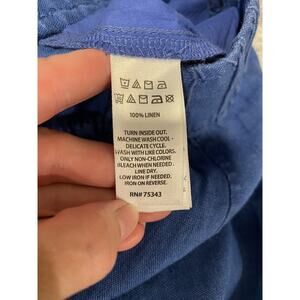 100% LINEN
TURN INSIDE OUT.
MACHINE WASH COOL -
DELICATE CYCLE.
WASH WITH LIKE COLORS.
ONLY NON-CHLORINE
BLEACH WHEN NEEDED.
LINE DRY.
LOW IRON IF NEEDED.
IRON ON REVERSE.
RN# 75343